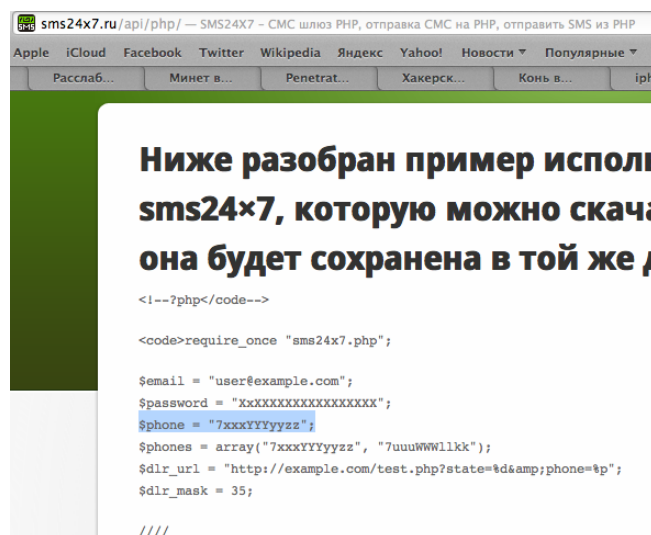 SMS sms24x7.ru/api/php/ — SMS24X7 - СМС шлюз PHP, отправка СМС на PHP, отправить SMS из PHP
Apple iCloud Facebook Twitter Wikipedia Яндекс Yahoo! Новости ▼ Популярные ▼
Расслаб... Минет в... Penetrat... Хакерск... Конь в... iph
Ниже разобран пример
sms24×7, которую можно
она будет сохранена в той же
<!--?php</code-->
<code>require_once "sms24x7.php";
$email = "user@example.com";
$password = "XxXXXXXXXXXXXXXXXX";
$phone = "7xxxYYYyyzz";
$phones = array("7xxxYYYyyzz", "7uuuWWWllkk");
$dlr_url = "http://example.com/test.php?state=%d&amp;phone=%p";
$dlr_mask = 35;
////